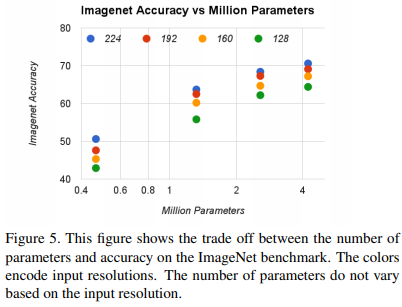 Imagenet Accuracy vs Million Parameters
80
224 192 160 128
70
Imagenet Accuracy
60
50
40
0.4 0.6 0.8 1 2 4
Million Parameters
Figure 5. This figure shows the trade off between the number of
parameters and accuracy on the ImageNet benchmark. The colors
encode input resolutions. The number of parameters do not vary
based on the input resolution.